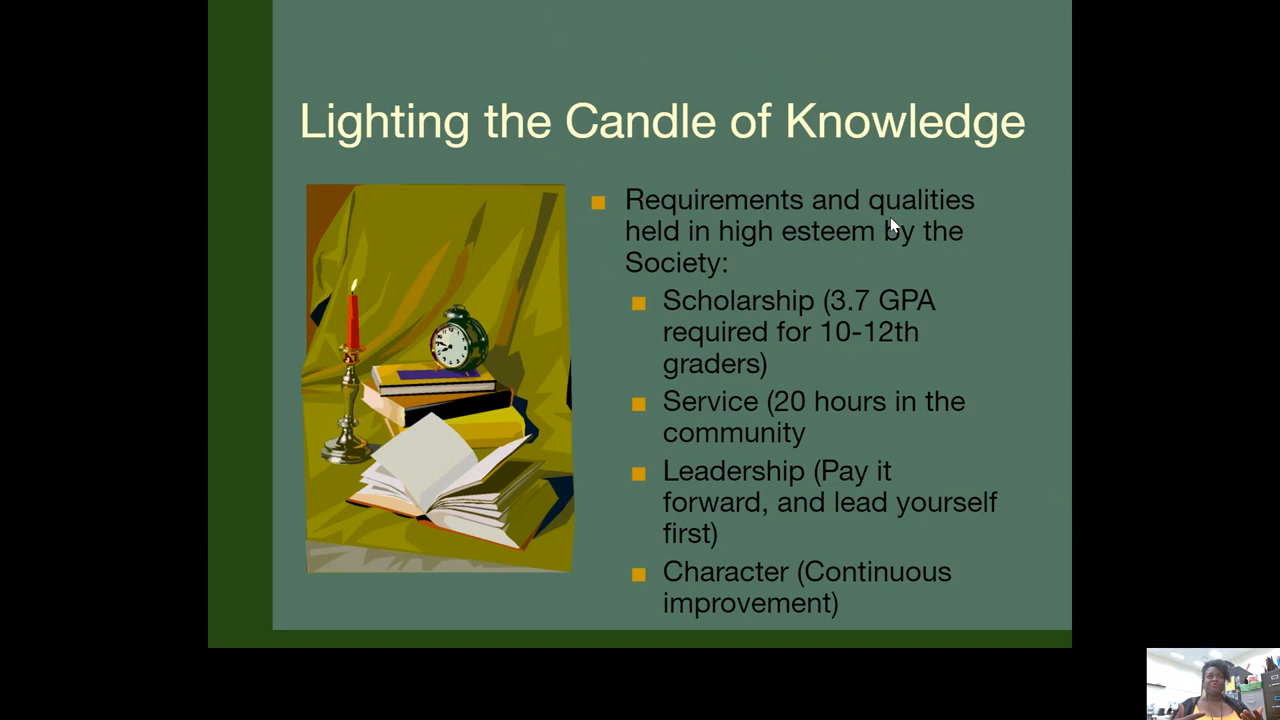 Lighting the Candle of Knowledge
Requirements and qualities
held in high esteem by the
Society:
Scholarship (3.7 GPA
required for 10-12th
graders)
Service (20 hours in the
community
Leadership (Pay it
forward, and lead yourself
first)
Character (Continuous
improvement)